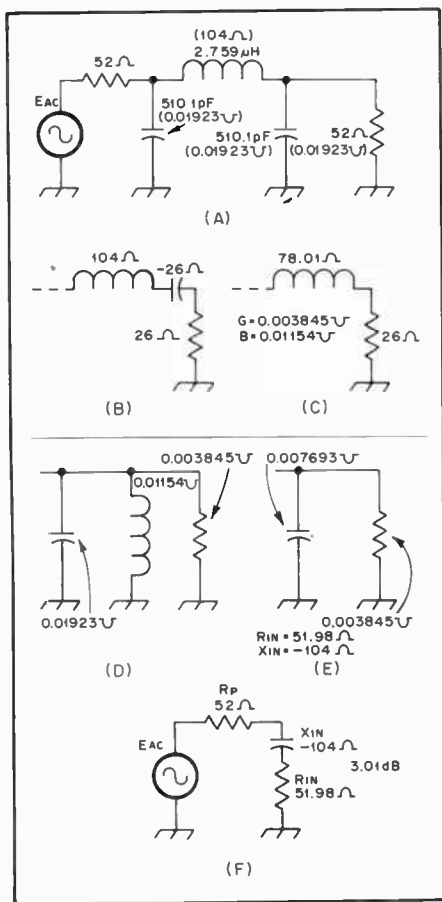 (104Ω)
2.759μH
52Ω
EAC
510.1pF
(0.01923℧)
510.1pF
(0.01923℧)
52Ω
(0.01923℧)
(A)
104Ω
-26Ω
26Ω
(B)
78.01Ω
G=0.003845℧
B=0.01154℧
26Ω
(C)
0.003845℧
0.01154℧
0.01923℧
(D)
0.007693℧
0.003845℧
RIN=51.98Ω
XIN=-104Ω
(E)
RP
52Ω
EAC
XIN
-104Ω
3.01dB
RIN
51.98Ω
(F)